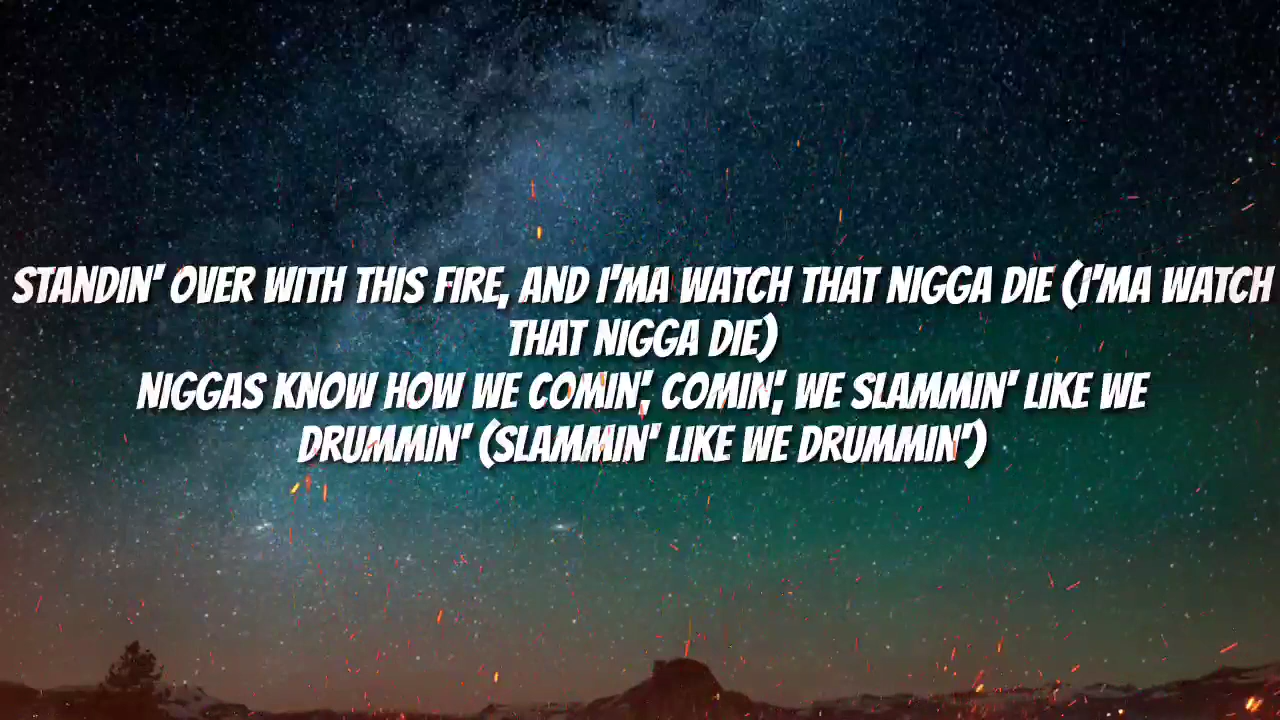 STANDIN' OVER WITH THIS FIRE, AND I'MA WATCH THAT NIGGA DIE (I'MA WATCH
THAT NIGGA DIE)
NIGGAS KNOW HOW WE COMIN', COMIN', WE SLAMMIN' LIKE WE
DRUMMIN' (SLAMMIN' LIKE WE DRUMMIN')